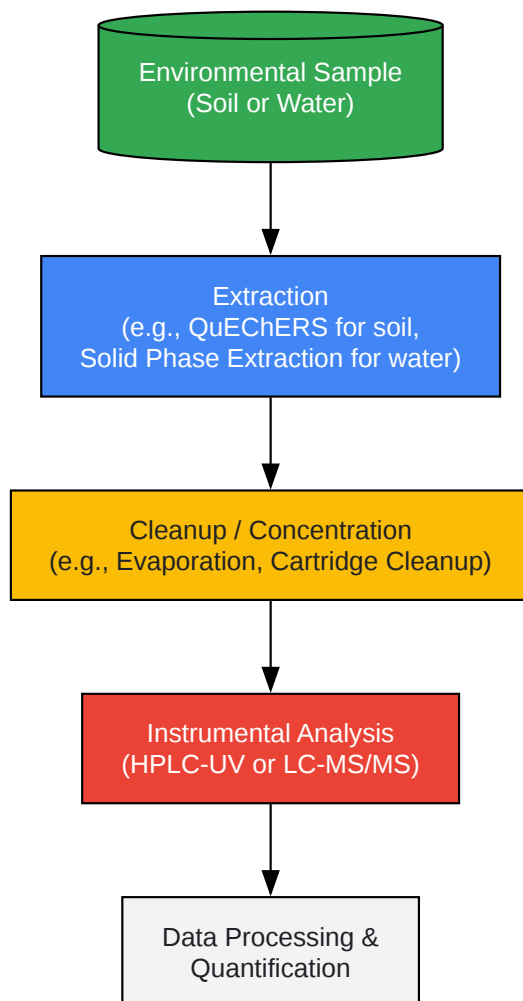 Environmental Sample
(Soil or Water)
Extraction
(e.g., QuEChERS for soil,
Solid Phase Extraction for water)
Cleanup / Concentration
(e.g., Evaporation, Cartridge Cleanup)
Instrumental Analysis
(HPLC-UV or LC-MS/MS)
Data Processing &
Quantification